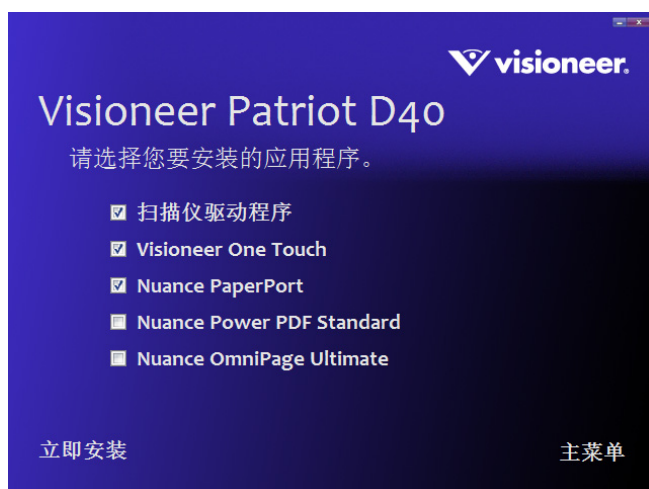 visioneer.
Visioneer Patriot D40
请选择您要安装的应用程序。
扫描仪驱动程序
Visioneer One Touch
Nuance PaperPort
Nuance Power PDF Standard
Nuance OmniPage Ultimate
立即安装
主菜单